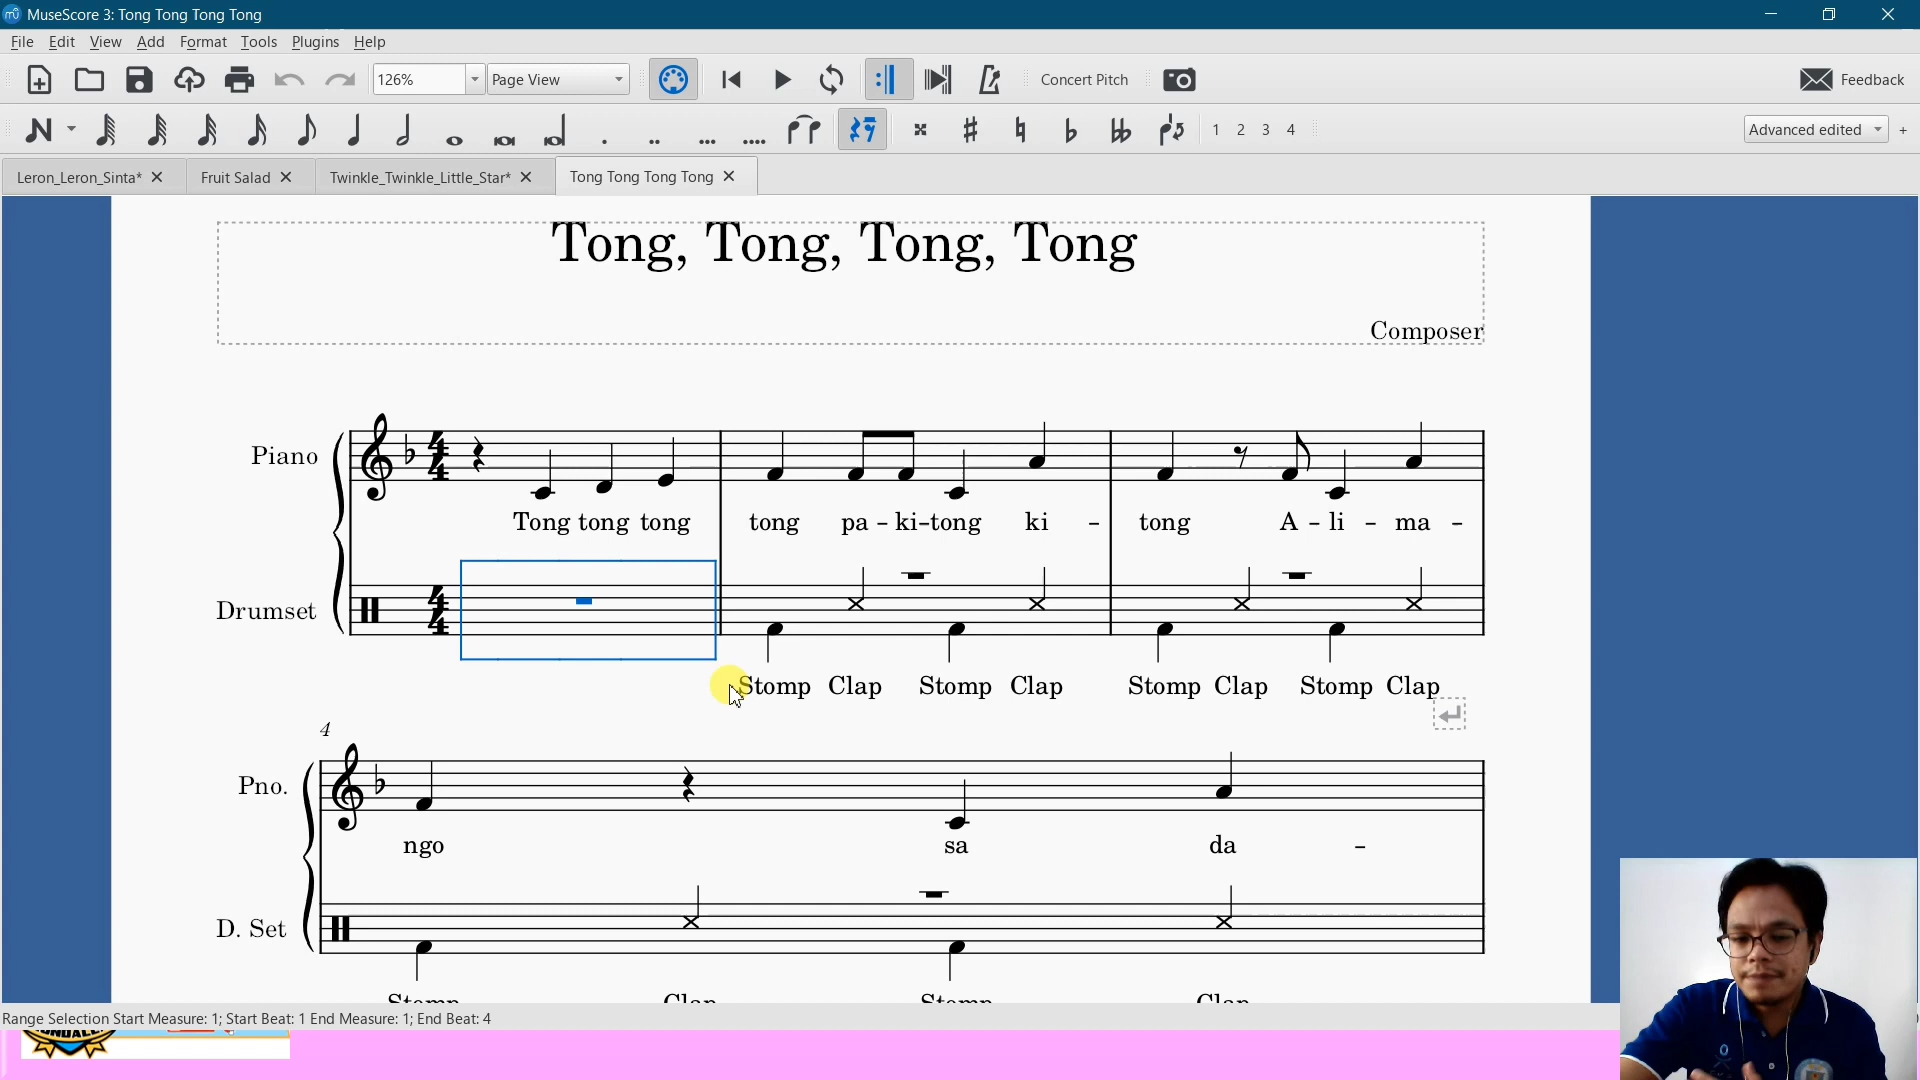 MuseScore 3: Tong Tong Tong Tong
File Edit View Add Format Tools Plugins Help
126% Page View Concert Pitch Feedback
1 2 3 4 Advanced edited +
Leron_Leron_Sinta* Fruit Salad Twinkle_Twinkle_Little_Star* Tong Tong Tong Tong
Tong, Tong, Tong, Tong
Composer
Piano
Tong tong tong tong pa - ki-tong ki - tong A - li - ma -
Drumset
Stomp Clap Stomp Clap Stomp Clap Stomp Clap
4
Pno.
ngo sa da -
D. Set
Stomp Clap Stomp Clap
Range Selection Start Measure: 1; Start Beat: 1 End Measure: 1; End Beat: 4